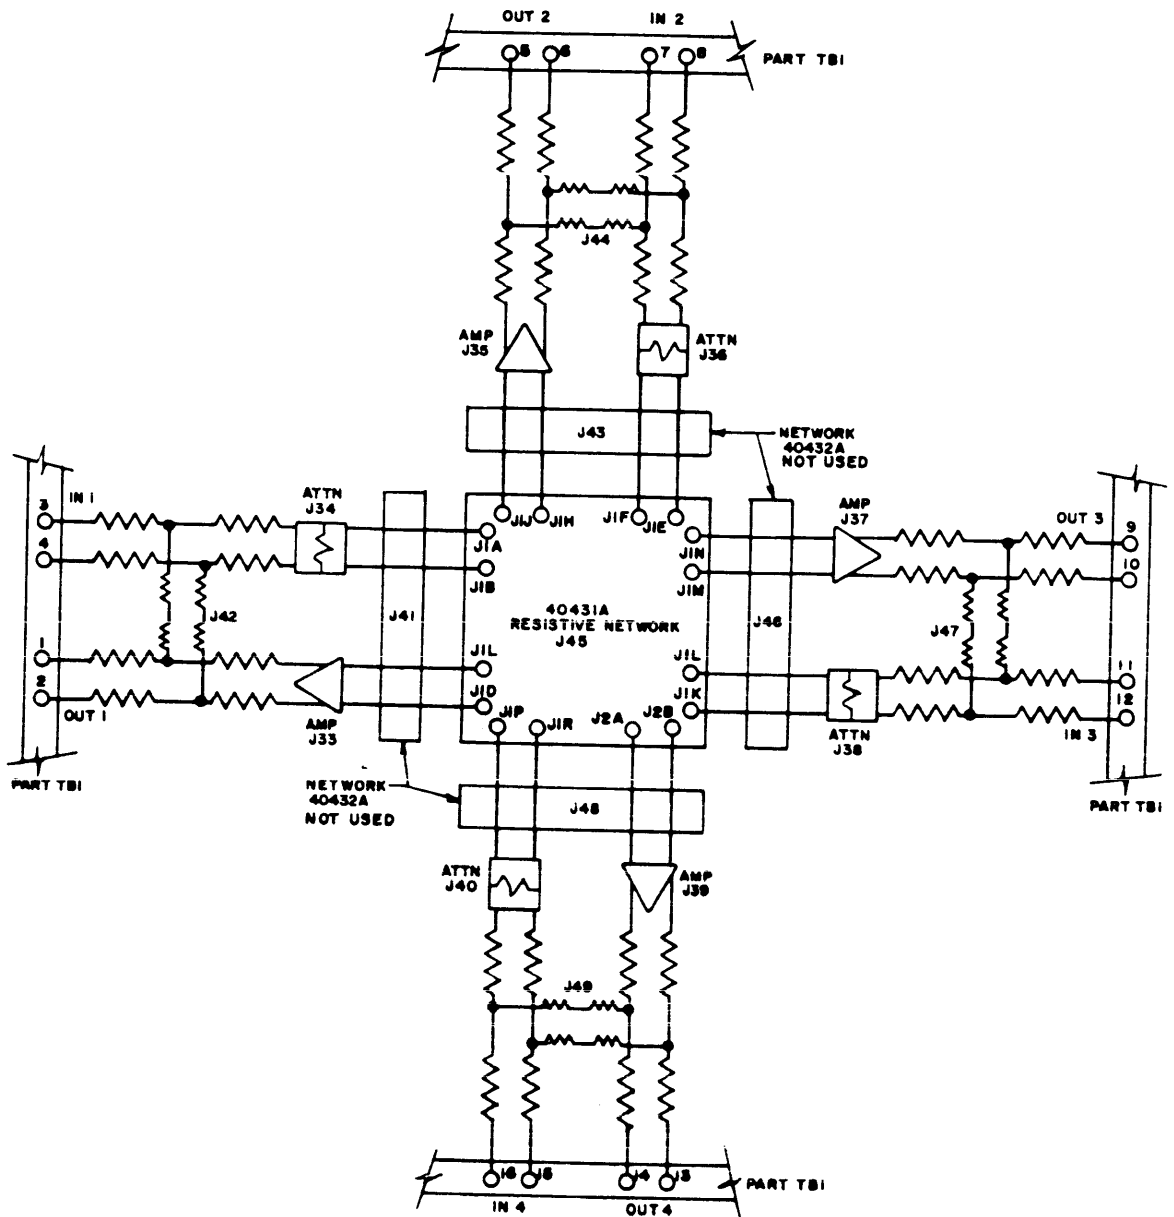 OUT 2 IN 2
5 6 7 8
PART TB1
J44
AMP
J35
ATTN
J36
J43
NETWORK
40432A
NOT USED
IN 1
3
4
ATTN
J34
J42
J41
1
2
OUT 1
AMP
J33
PART TB1
J1J J1H J1F J1E
J1A
J1B
J1N
J1M
40431A
RESISTIVE NETWORK
J45
J1L
J1D
J1L
J1K
J1P J1R J2A J2B
J46
AMP
J37
OUT 3
9
10
J47
11
12
IN 3
ATTN
J38
PART TB1
NETWORK
40432A
NOT USED
J48
ATTN
J40
AMP
J39
J49
16 15 14 13
PART TB1
IN 4 OUT 4